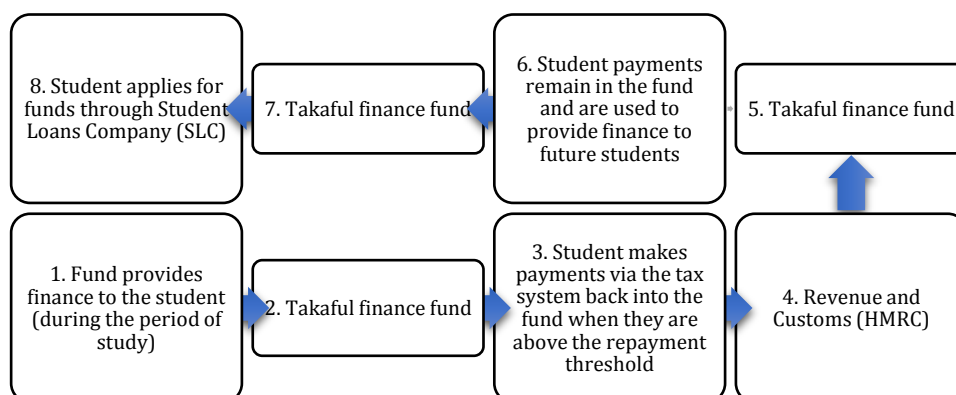 8. Student applies for
funds through Student
Loans Company (SLC)
7. Takaful finance fund
6. Student payments
remain in the fund
and are used to
provide finance to
future students
5. Takaful finance fund
1. Fund provides
finance to the student
(during the period of
study)
2. Takaful finance fund
3. Student makes
payments via the tax
system back into the
fund when they are
above the repayment
threshold
4. Revenue and
Customs (HMRC)